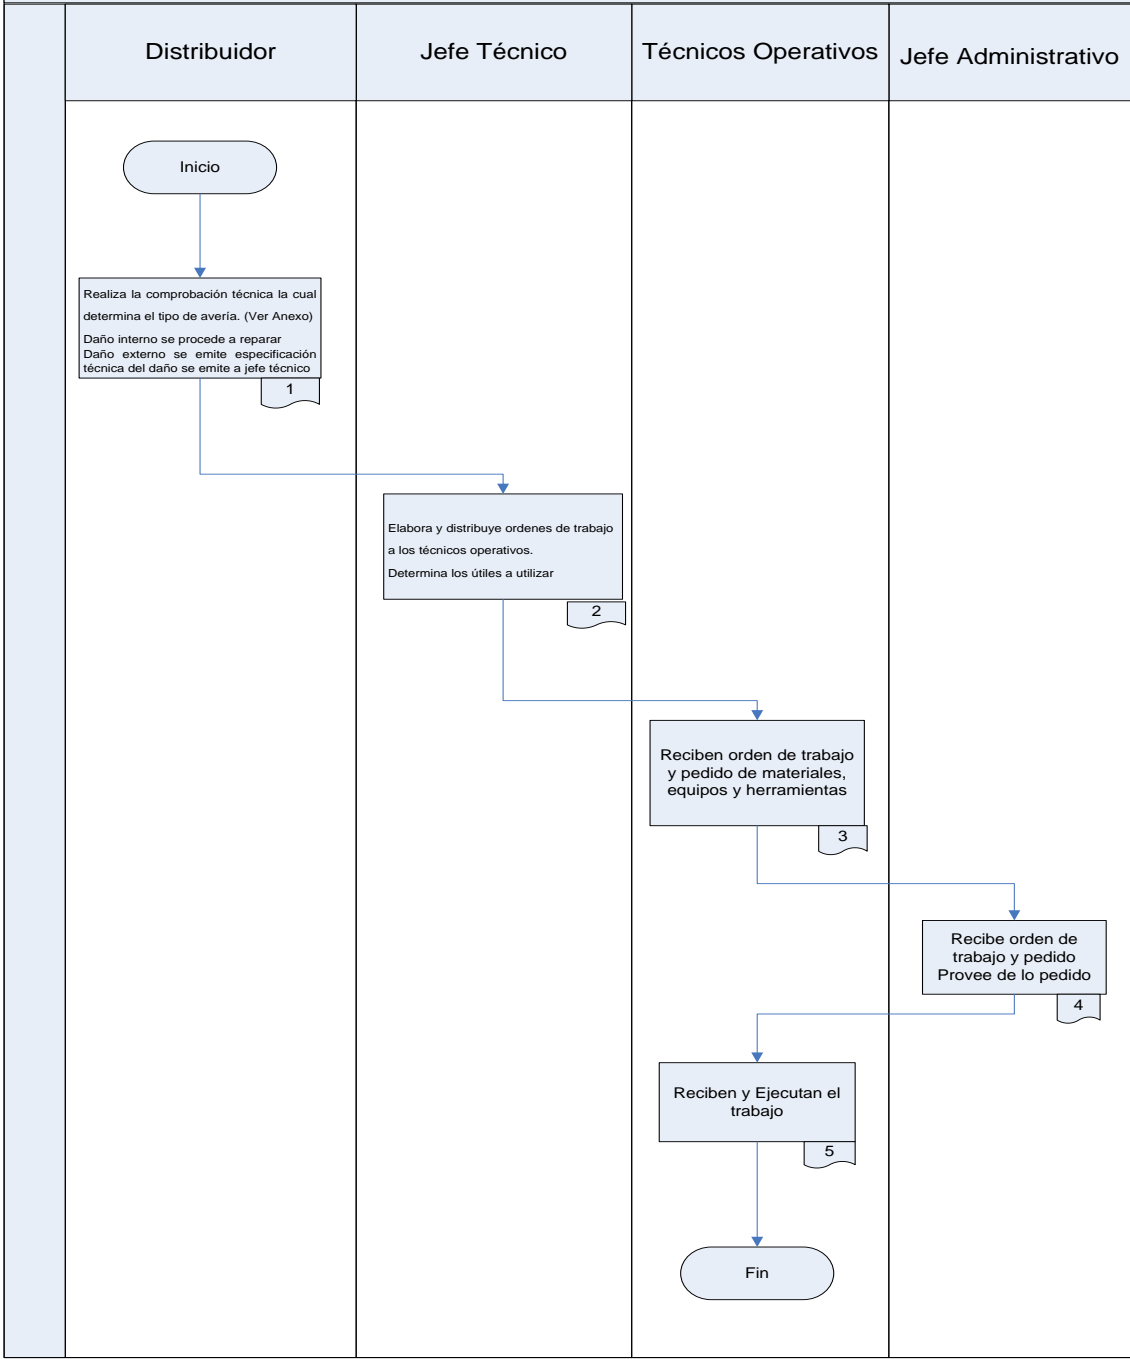 Distribuidor
Jefe Técnico
Técnicos Operativos
Jefe Administrativo
Inicio
Realiza la comprobación técnica la cual
determina el tipo de avería. (Ver Anexo)
Daño interno se procede a reparar
Daño externo se emite especificación
técnica del daño se emite a jefe técnico
1
Elabora y distribuye ordenes de trabajo
a los técnicos operativos.
Determina los útiles a utilizar
2
Reciben orden de trabajo
y pedido de materiales,
equipos y herramientas
3
Recibe orden de
trabajo y pedido
Provee de lo pedido
4
Reciben y Ejecutan el
trabajo
5
Fin